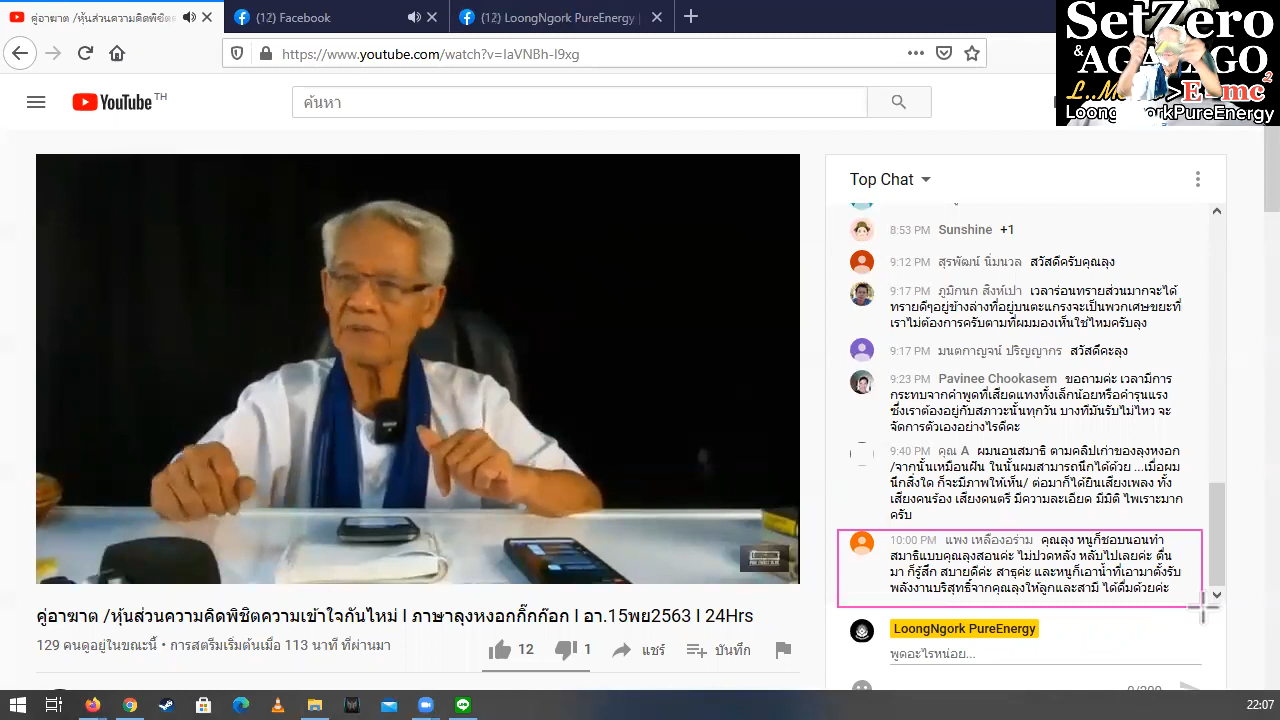 คู่อาฆาต /หุ้นส่วนความคิดพิชิต
(12) Facebook
(12) LoongNgork PureEnergy |
https://www.youtube.com/watch?v=IaVNBh-I9xg
SetZero
&
>E=mc²
YouTube TH
ค้นหา
Top Chat
8:53 PM Sunshine +1
9:12 PM สุรพัฒน์ นิ่มนวล สวัสดีครับคุณลุง
9:17 PM ภูมิกนก สิงห์เปา เวลาร่อนทรายส่วนมากจะได้
ทรายดีๆอยู่ข้างล่างที่อยู่บนตะแกรงจะเป็นพวกเศษขยะที่
เราไม่ต้องการครับตามที่ผมมองเห็นใช่ไหมครับลุง
9:17 PM มนตกาญจน์ ปริญญากร สวัสดีคะลุง
9:23 PM Pavinee Chookasem ขอถามค่ะ เวลามีการ
กระทบจากคำพูดที่เสียดแทงทั้งเล็กน้อยหรือคำรุนแรง
ซึ่งเราต้องอยู่กับสภาวะนั้นทุกวัน บางทีมันรับไม่ไหว จะ
จัดการตัวเองอย่างไรดีคะ
9:40 PM คุณ A ผมนอนสมาธิ ตามคลิปเก่าของลุงหงอก
/จากนั้นเหมือนฝัน ในนั้นผมสามารถนึกได้ด้วย ...เมื่อผม
นึกสิ่งใด ก็จะมีภาพให้เห็น/ ต่อมาก็ได้ยินเสียงเพลง ทั้ง
เสียงคนร้อง เสียงดนตรี มีความละเอียด มีมิติ ไพเราะมาก
ครับ
10:00 PM แพง เหลืองอร่าม คุณลุง หนูก็ชอบนอนทำ
สมาธิแบบคุณลุงสอนค่ะ ไม่ปวดหลัง หลับไปเลยค่ะ ตื่น
มา ก็รู้สึก สบายดีค่ะ สาธุค่ะ และหนูก็เอาน้ำที่เอามาตั้งรับ
พลังงานบริสุทธิ์จากคุณลุงให้ลูกและสามี ได้ดื่มด้วยค่ะ
LoongNgork PureEnergy
พูดอะไรหน่อย...
0/200
คู่อาฆาต /หุ้นส่วนความคิดพิชิตความเข้าใจกันไหม่ l ภาษาลุงหงอกกิ๊กก๊อก l อา.15พย2563 l 24Hrs
129 คนดูอยู่ในขณะนี้ • การสตรีมเริ่มต้นเมื่อ 113 นาที ที่ผ่านมา
12
1
แชร์
บันทึก
22:07